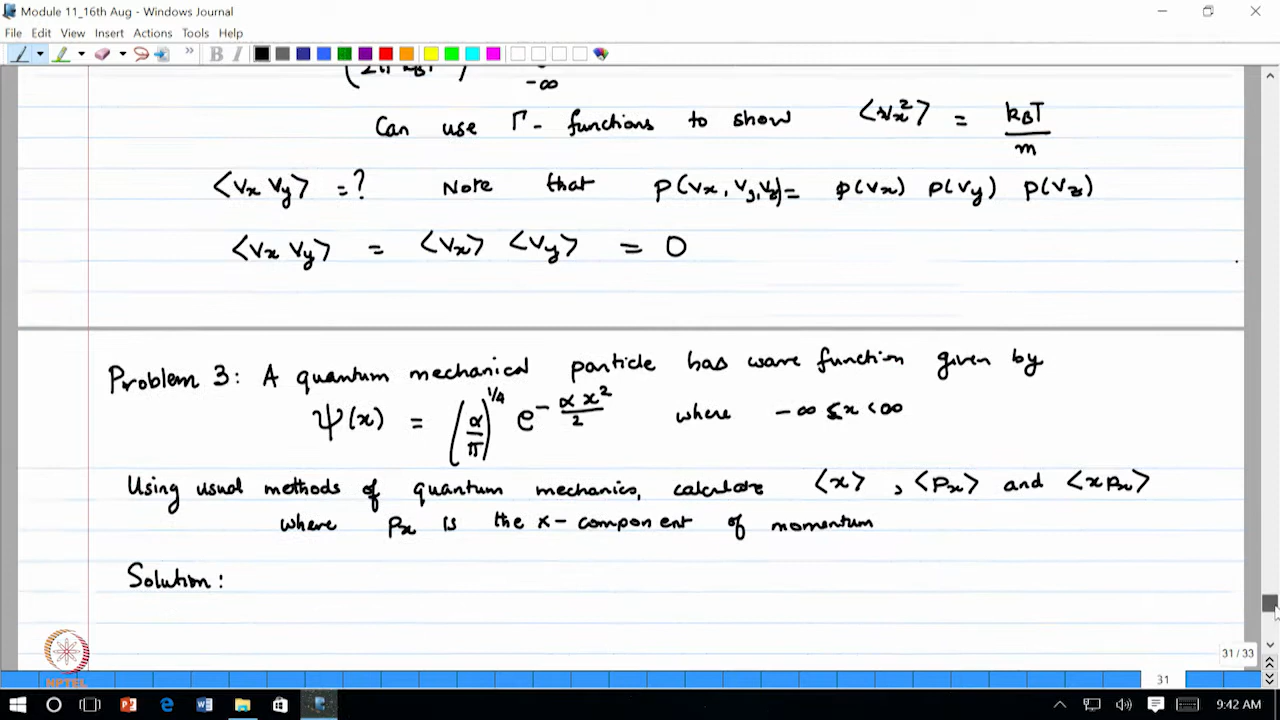 Module 11_16th Aug - Windows Journal
File Edit View Insert Actions Tools Help
B I
-∞
Can use Γ- functions to show ⟨vx²⟩ = kBT/m
⟨vx vy⟩ =? Note that p(vx, vy, vz)= p(vx) p(vy) p(vz)
⟨vx vy⟩ = ⟨vx⟩ ⟨vy⟩ = 0
Problem 3: A quantum mechanical particle has wave function given by
Ψ(x) = (α/π)^1/4 e^-αx²/2 where -∞ < x < ∞
Using usual methods of quantum mechanics, calculate ⟨x⟩, ⟨Px⟩ and ⟨xPx⟩
where Px is the x-component of momentum
Solution:
NPTEL
31 / 33
31
9:42 AM